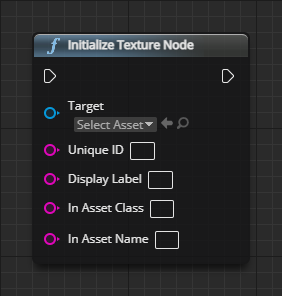 Initialize Texture Node
Target
Select Asset
Unique ID
Display Label
In Asset Class
In Asset Name